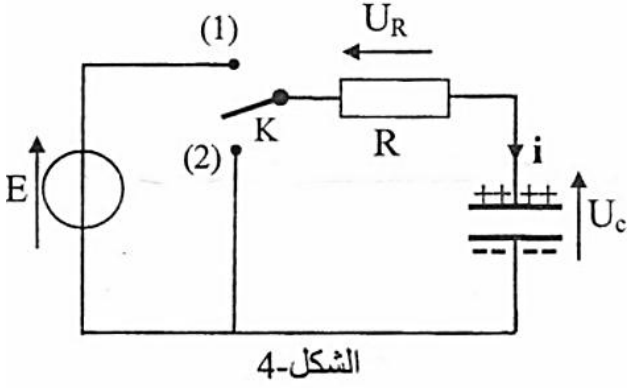 (1)
U_R
K
R
(2)
i
E
++ ++
U_c
-- --
الشكل-4